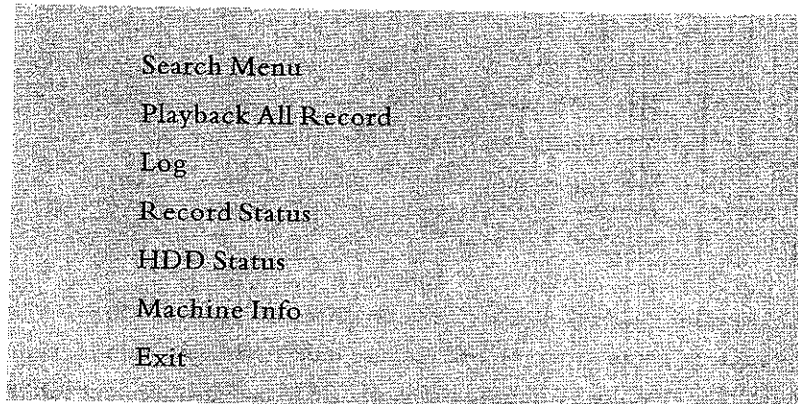 Search Menu
Playback All Record
Log
Record Status
HDD Status
Machine Info
Exit